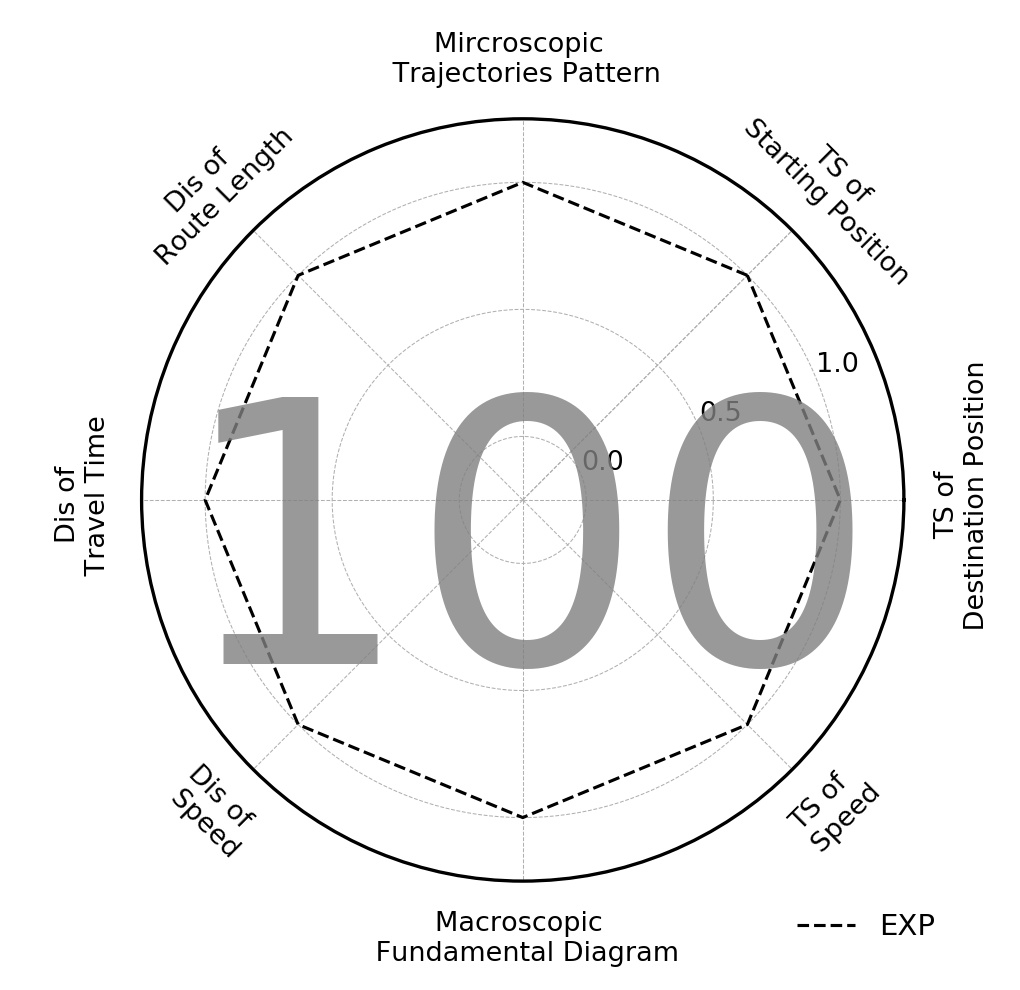 Mircroscopic
Trajectories Pattern
Dis of
Route Length
TS of
Starting Position
1.0
0.5
0.0
100
Dis of
Travel Time
TS of
Destination Position
Dis of
Speed
TS of
Speed
Macroscopic
Fundamental Diagram
EXP